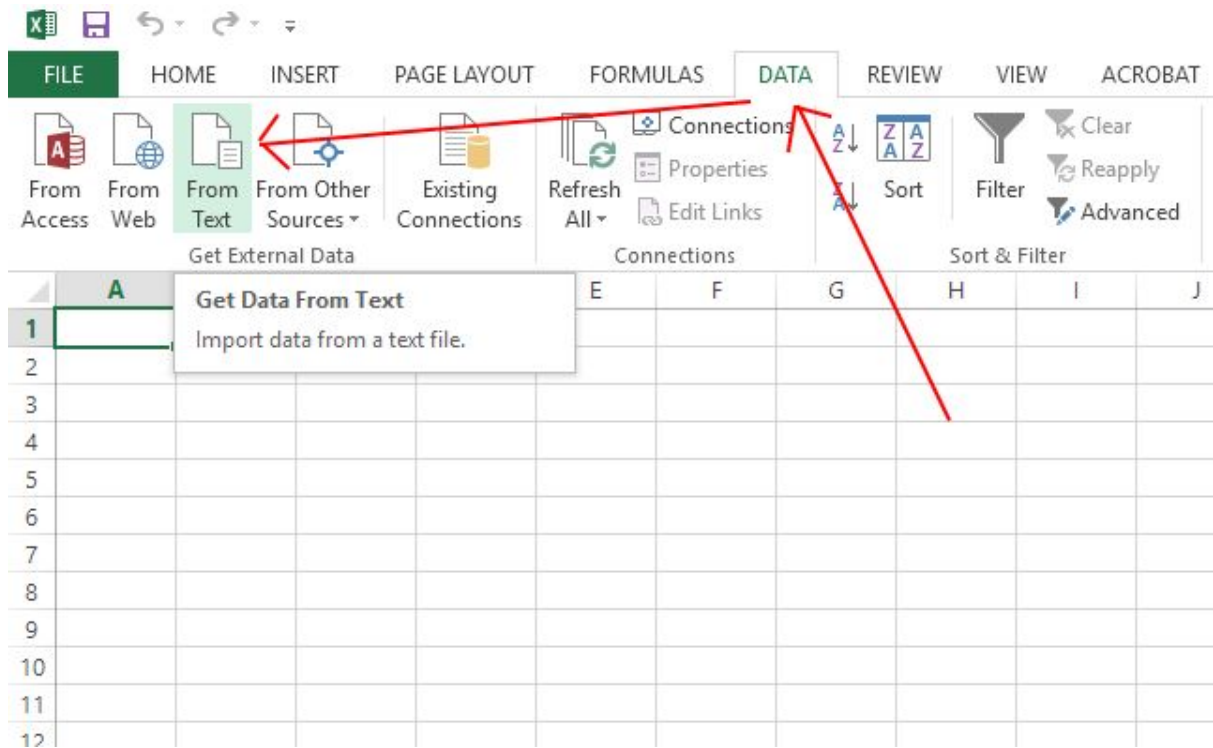 FILE HOME INSERT PAGE LAYOUT FORMULAS DATA REVIEW VIEW ACROBAT
From Access
From Web
From Text
From Other Sources
Existing Connections
Refresh All
Connections
Properties
Edit Links
Sort
Filter
Clear
Reapply
Advanced
Get External Data
Connections
Sort & Filter
A E F G H I J
Get Data From Text
Import data from a text file.
1
2
3
4
5
6
7
8
9
10
11
12